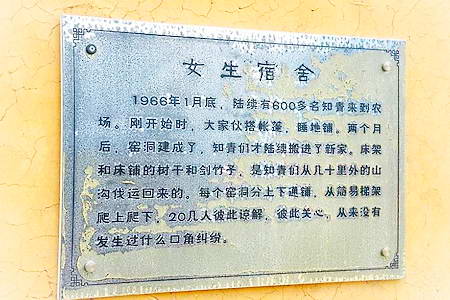 女生宿舍
1966年1月底，陆续有600多名知青来到农
场。刚开始时，大家伙搭帐蓬，睡地铺。两个月
后，窑洞建成了，知青们才陆续搬进了新家。床架
和床铺的树干和剑竹子，是知青们从几十里外的山
沟伐运回来的。每个窑洞分上下通铺，从简易梯架
爬上爬下，20几人彼此谅解，彼此关心，从来没有
发生过什么口角纠纷。